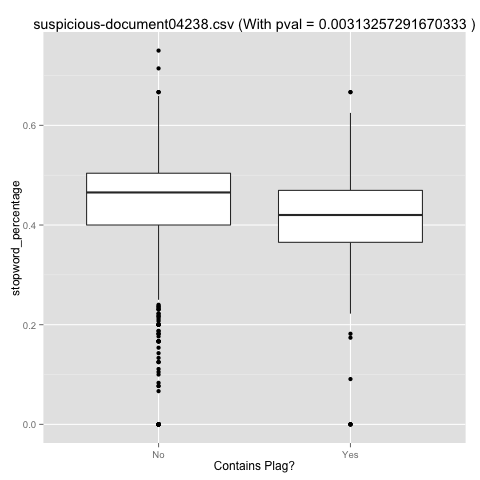 suspicious-document04238.csv (With pval = 0.00313257291670333 )
stopword_percentage
0.6
0.4
0.2
0.0
No
Yes
Contains Plag?